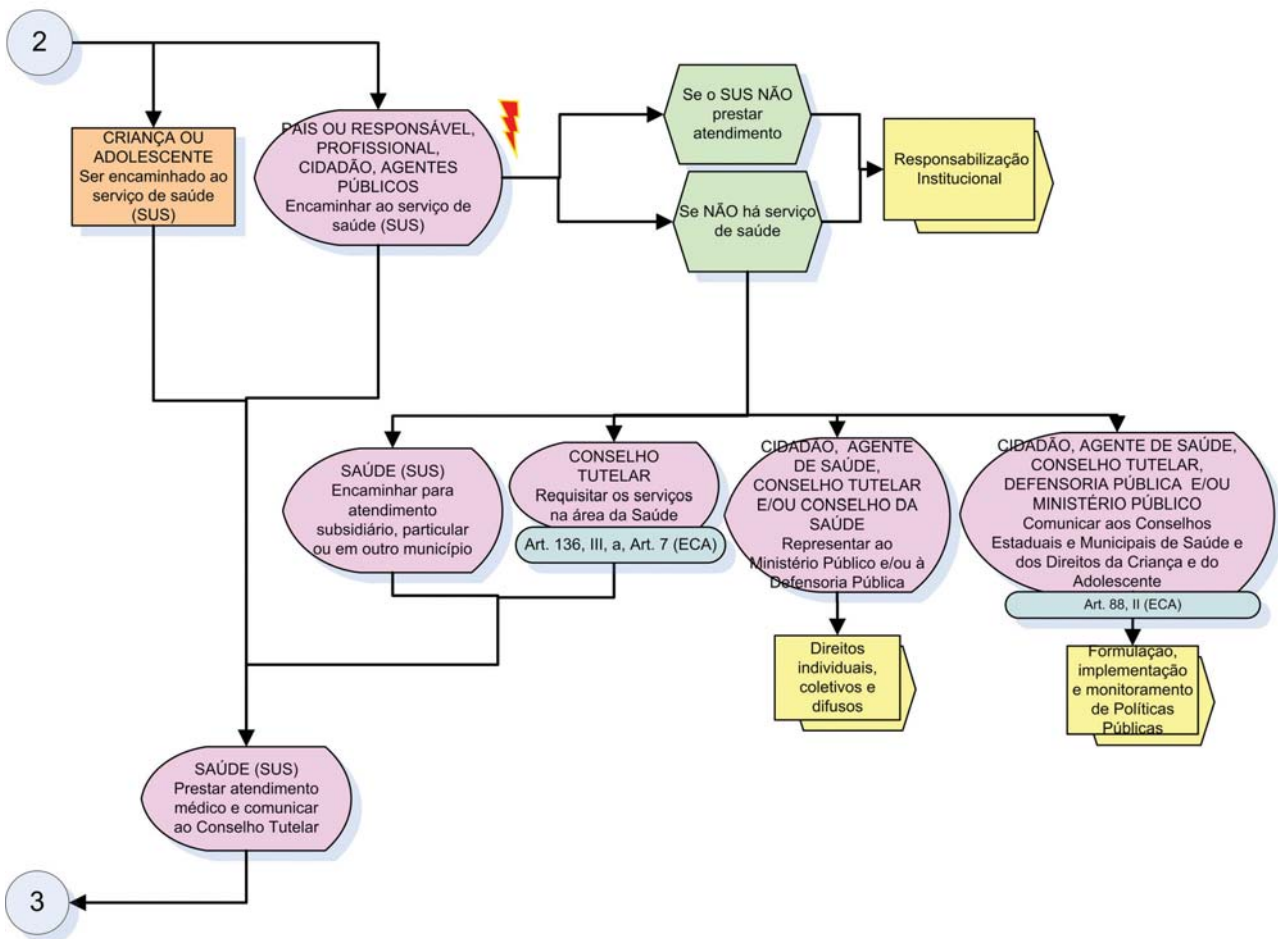 2
CRIANÇA OU
ADOLESCENTE
Ser encaminhado ao
serviço de saúde
(SUS)
PAIS OU RESPONSÁVEL,
PROFISSIONAL,
CIDADÃO, AGENTES
PÚBLICOS
Encaminhar ao serviço de
saúde (SUS)
Se o SUS NÃO
prestar
atendimento
Se NÃO há serviço
de saúde
Responsabilização
Institucional
SAÚDE (SUS)
Encaminhar para
atendimento
subsidiário, particular
ou em outro município
CONSELHO
TUTELAR
Requisitar os serviços
na área da Saúde
Art. 136, III, a, Art. 7 (ECA)
CIDADÃO, AGENTE
DE SAÚDE,
CONSELHO TUTELAR
E/OU CONSELHO DA
SAÚDE
Representar ao
Ministério Público e/ou à
Defensoria Pública
CIDADÃO, AGENTE DE SAÚDE,
CONSELHO TUTELAR,
DEFENSORIA PÚBLICA E/OU
MINISTÉRIO PÚBLICO
Comunicar aos Conselhos
Estaduais e Municipais de Saúde e
dos Direitos da Criança e do
Adolescente
Art. 88, II (ECA)
Direitos
individuais,
coletivos e
difusos
Formulação,
implementação
e monitoramento
de Políticas
Públicas
SAÚDE (SUS)
Prestar atendimento
médico e comunicar
ao Conselho Tutelar
3